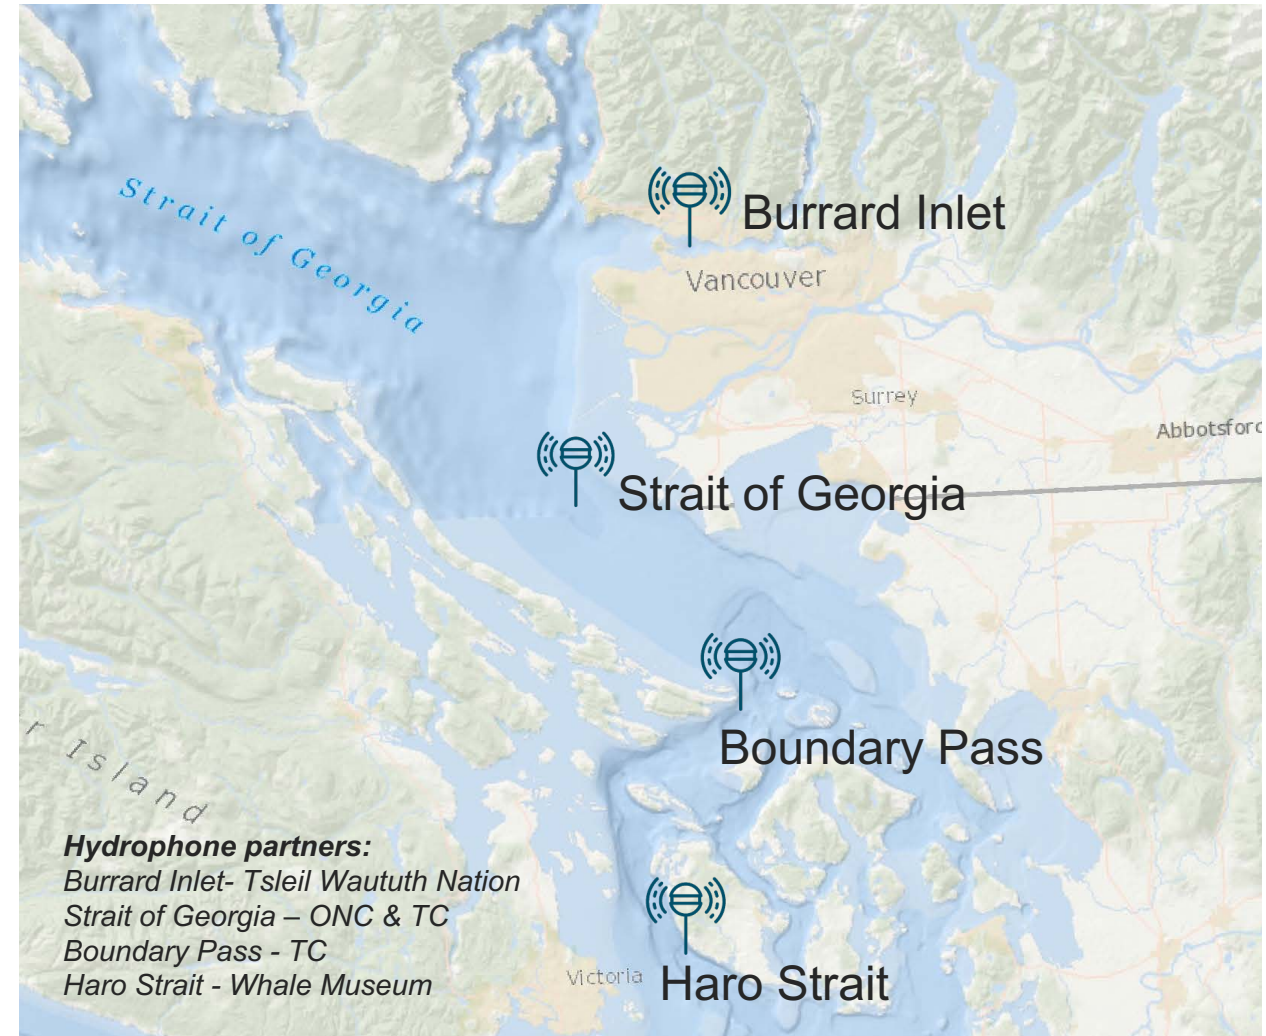 Strait of Georgia
Burrard Inlet
Vancouver
Surrey
Abbotsford
Strait of Georgia
Boundary Pass
r Island
Hydrophone partners:
Burrard Inlet- Tsleil Waututh Nation
Strait of Georgia – ONC & TC
Boundary Pass - TC
Haro Strait - Whale Museum
Victoria
Haro Strait